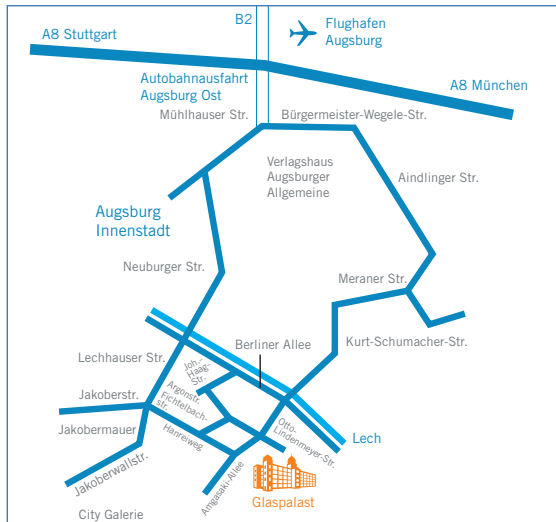 B2
A8 Stuttgart
Flughafen
Augsburg
Autobahnausfahrt
Augsburg Ost
A8 München
Mühlhauser Str.
Bürgermeister-Wegele-Str.
Verlagshaus
Augsburger
Allgemeine
Aindlinger Str.
Augsburg
Innenstadt
Neuburger Str.
Meraner Str.
Berliner Allee
Kurt-Schumacher-Str.
Lechhauser Str.
Joh.-
Haag-
Str.
Argonstr.
Fichtelbach-
str.
Jakoberstr.
Jakobermauer
Hanreiweg
Otto-
Lindenmeyer-Str.
Lech
Jakoberwallstr.
Amgasaki-Allee
Glaspalast
City Galerie